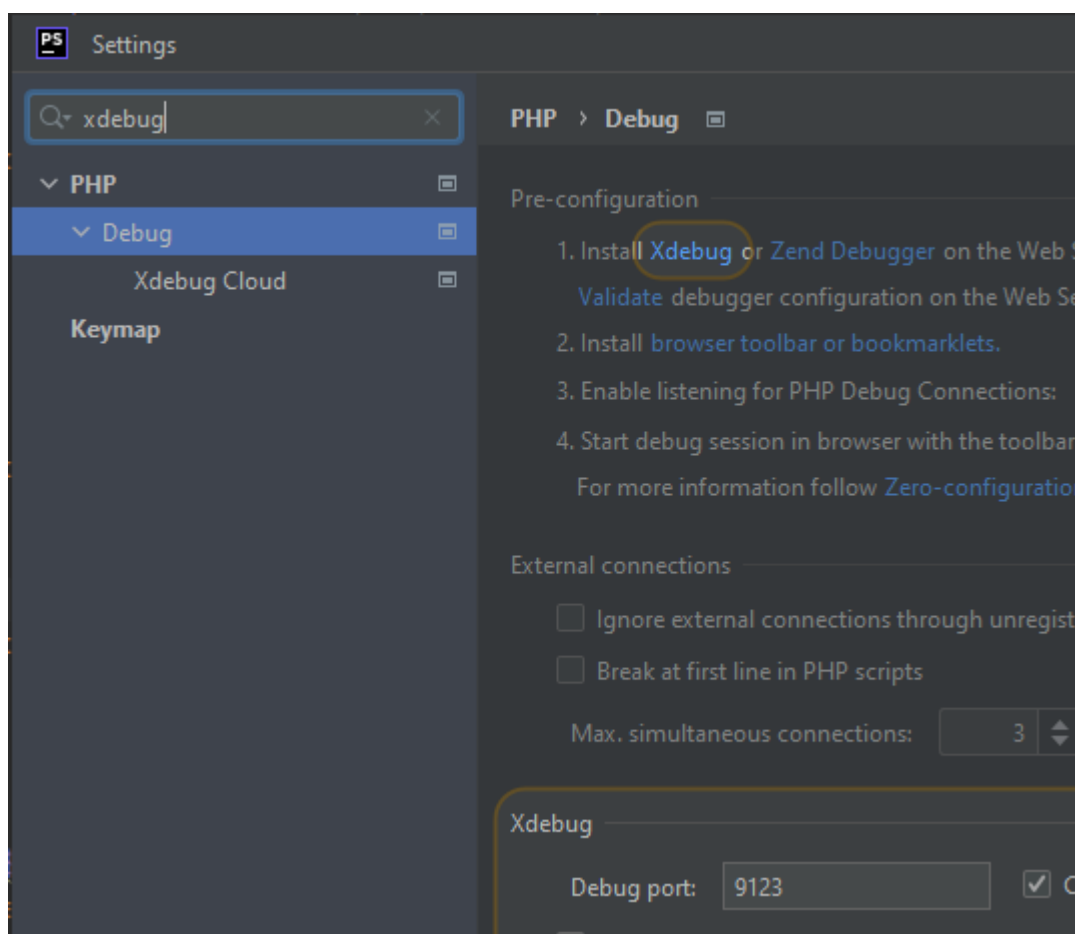 PS Settings
xdebug
PHP
Debug
Xdebug Cloud
Keymap
PHP › Debug
Pre-configuration
1. Install Xdebug or Zend Debugger on the Web
Validate debugger configuration on the Web Se
2. Install browser toolbar or bookmarklets.
3. Enable listening for PHP Debug Connections:
4. Start debug session in browser with the toolbar
For more information follow Zero-configuratio
External connections
Ignore external connections through unregist
Break at first line in PHP scripts
Max. simultaneous connections: 3
Xdebug
Debug port: 9123